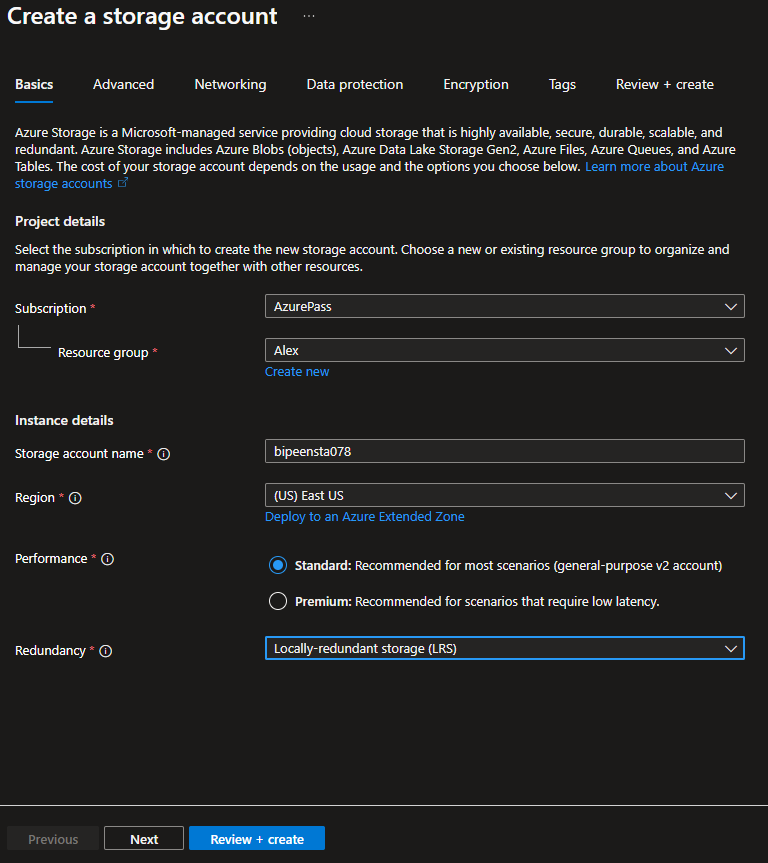 Create a storage account ...
Basics Advanced Networking Data protection Encryption Tags Review + create
Azure Storage is a Microsoft-managed service providing cloud storage that is highly available, secure, durable, scalable, and
redundant. Azure Storage includes Azure Blobs (objects), Azure Data Lake Storage Gen2, Azure Files, Azure Queues, and Azure
Tables. The cost of your storage account depends on the usage and the options you choose below. Learn more about Azure
storage accounts
Project details
Select the subscription in which to create the new storage account. Choose a new or existing resource group to organize and
manage your storage account together with other resources.
Subscription * AzurePass
Resource group * Alex
Create new
Instance details
Storage account name * bipeensta078
Region * (US) East US
Deploy to an Azure Extended Zone
Performance * Standard: Recommended for most scenarios (general-purpose v2 account)
Premium: Recommended for scenarios that require low latency.
Redundancy * Locally-redundant storage (LRS)
Previous Next Review + create